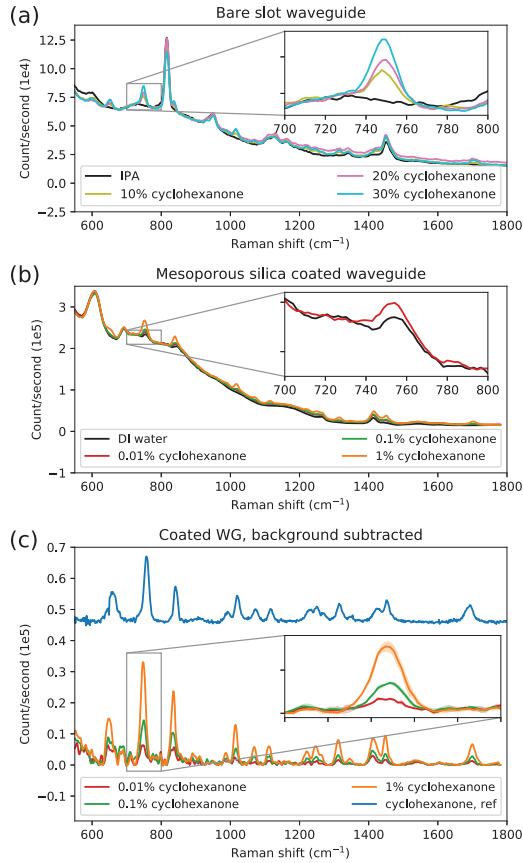 (a)
Bare slot waveguide
Count/second (1e4)
12.5
10.0
7.5
5.0
2.5
0.0
−2.5
700 720 740 760 780 800
IPA
10% cyclohexanone
20% cyclohexanone
30% cyclohexanone
600 800 1000 1200 1400 1600 1800
Raman shift (cm⁻¹)
(b)
Mesoporous silica coated waveguide
Count/second (1e5)
3
2
1
0
−1
700 720 740 760 780 800
DI water
0.01% cyclohexanone
0.1% cyclohexanone
1% cyclohexanone
600 800 1000 1200 1400 1600 1800
Raman shift (cm⁻¹)
(c)
Coated WG, background subtracted
Count/second (1e5)
0.7
0.6
0.5
0.4
0.3
0.2
0.1
0.0
−0.1
0.01% cyclohexanone
0.1% cyclohexanone
1% cyclohexanone
cyclohexanone, ref
600 800 1000 1200 1400 1600 1800
Raman shift (cm⁻¹)